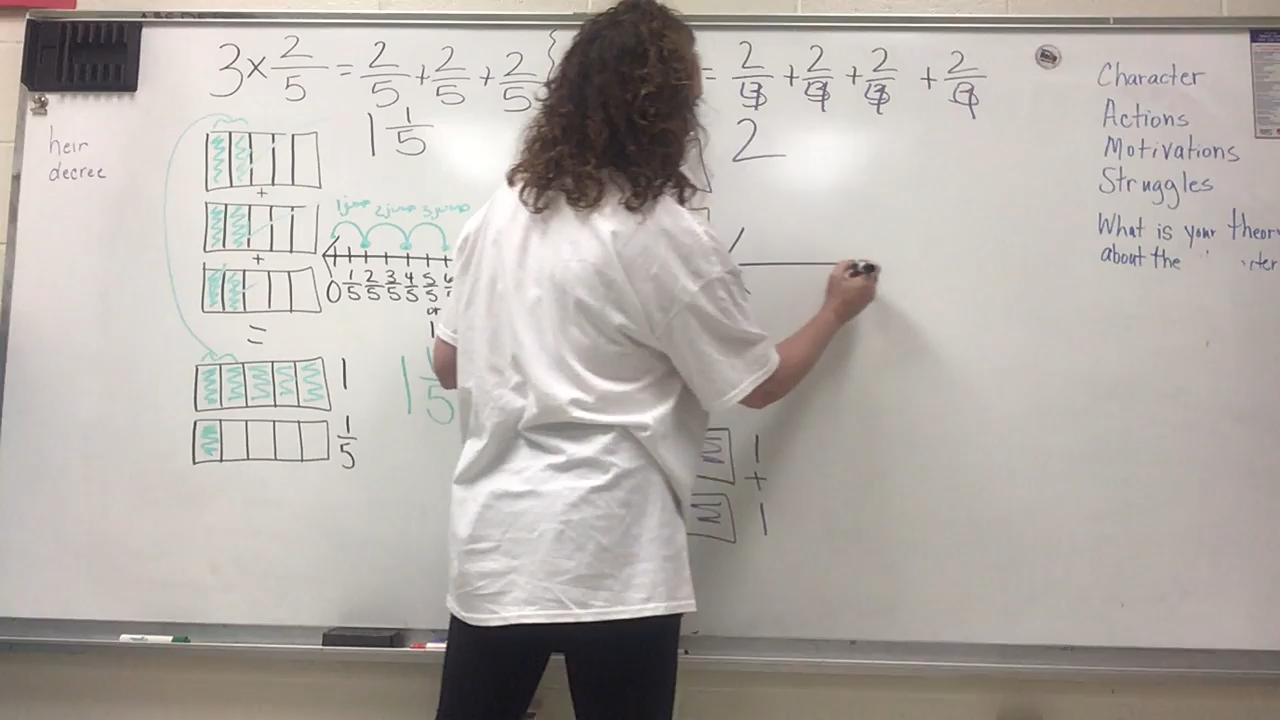 3 × 2/5 = 2/5 + 2/5 + 2/5
1 1/5
heir
decree
+
+
=
1
1/5
1 jump 2 jump 3 jump
0 1/5 2/5 3/5 4/5 5/5
or
1
1 1/5
= 2/4 + 2/4 + 2/4 + 2/4
2
1
+
1
Character
Actions
Motivations
Struggles
What is your theory
about the